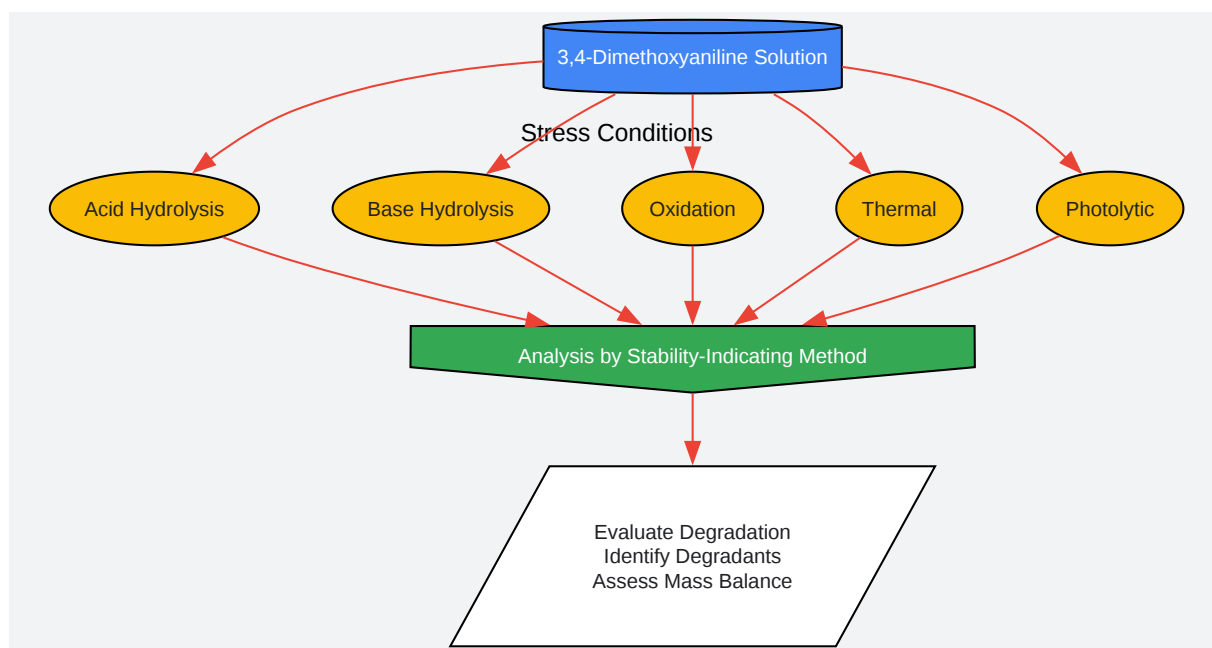 3,4-Dimethoxyaniline Solution
Stress Conditions
Acid Hydrolysis
Base Hydrolysis
Oxidation
Thermal
Photolytic
Analysis by Stability-Indicating Method
Evaluate Degradation
Identify Degradants
Assess Mass Balance